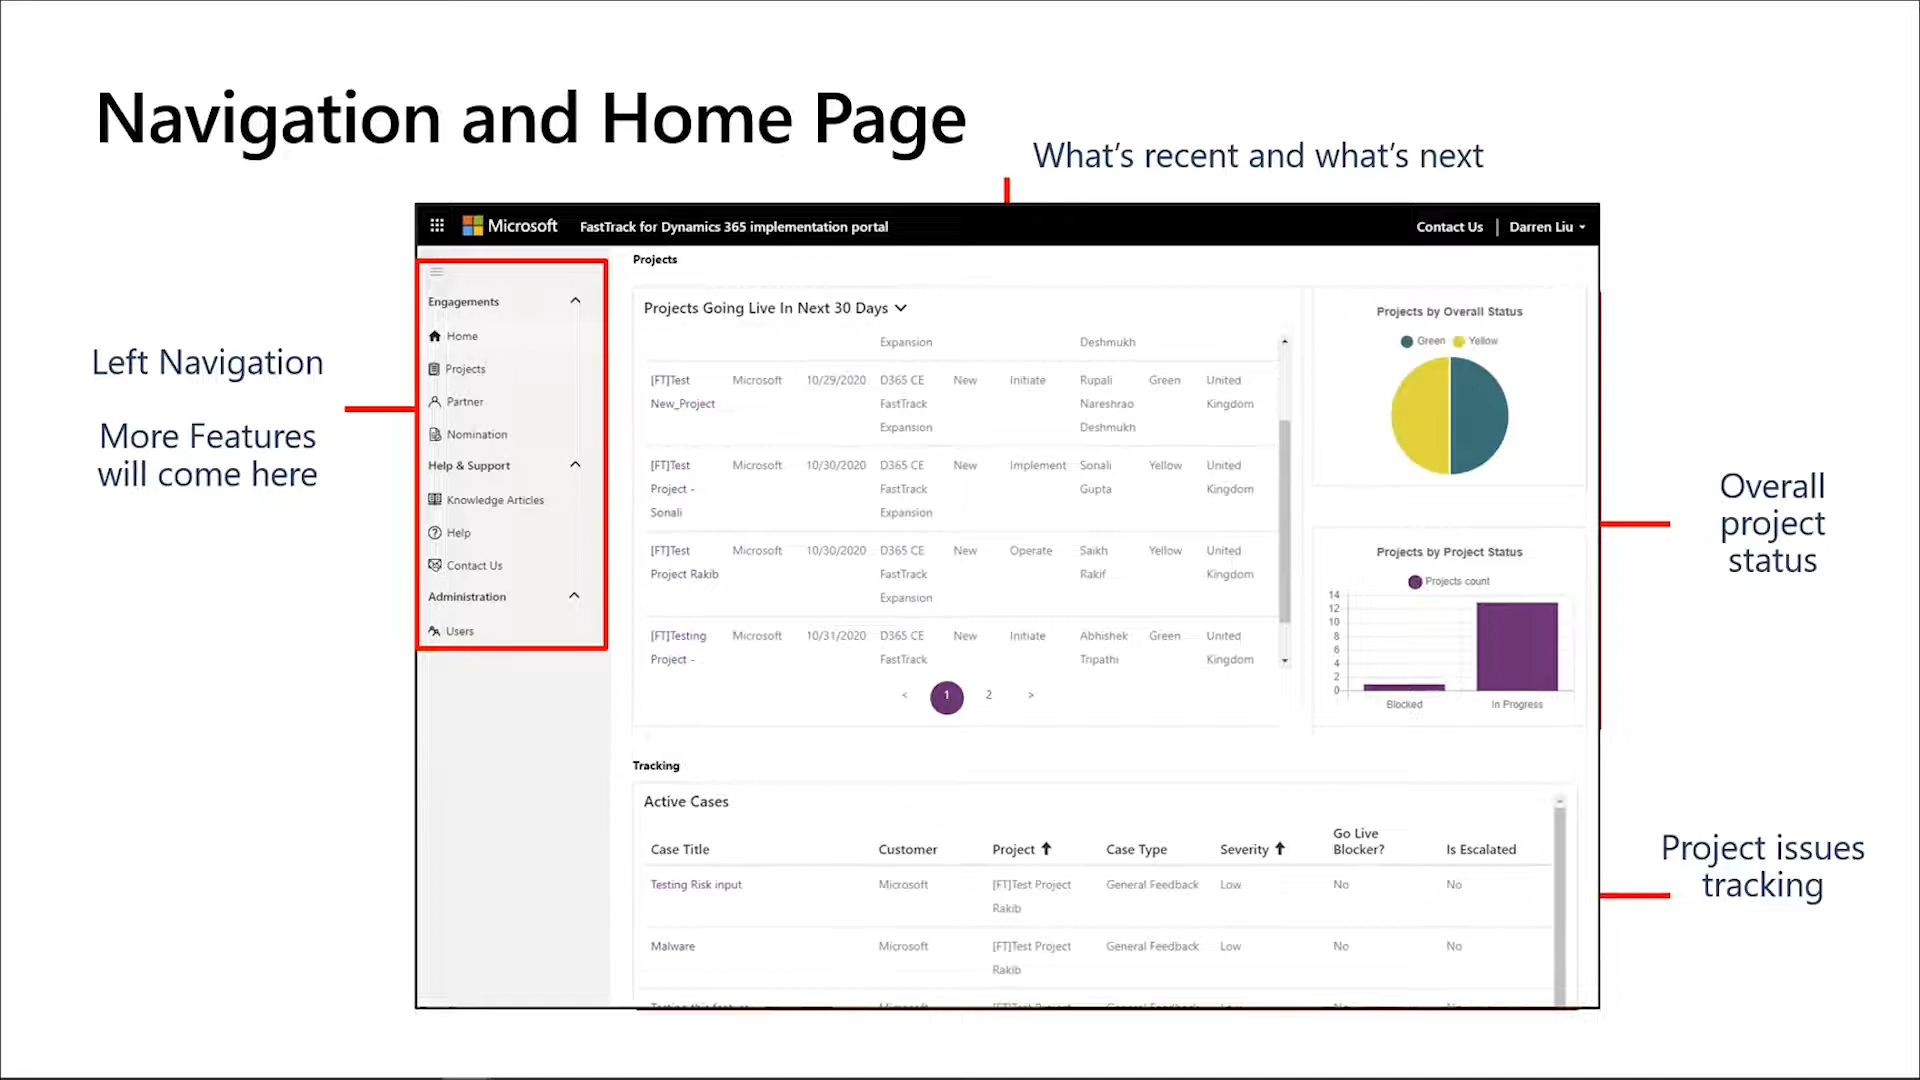 Navigation and Home Page
What's recent and what's next
Left Navigation
More Features
will come here
Microsoft
FastTrack for Dynamics 365 implementation portal
Contact Us | Darren Liu
Engagements
Home
Projects
Partner
Nomination
Help & Support
Knowledge Articles
Help
Contact Us
Administration
Users
Projects
Projects Going Live In Next 30 Days
Expansion Deshmukh
[FT]Test Microsoft 10/29/2020 D365 CE New Initiate Rupali Green United
New_Project FastTrack Nareshrao Kingdom
Expansion Deshmukh
[FT]Test Microsoft 10/30/2020 D365 CE New Implement Sonali Yellow United
Project - FastTrack Gupta Kingdom
Sonali Expansion
[FT]Test Microsoft 10/30/2020 D365 CE New Operate Saikh Yellow United
Project Rakib FastTrack Rakif Kingdom
Expansion
[FT]Testing Microsoft 10/31/2020 D365 CE New Initiate Abhishek Green United
Project - FastTrack Tripathi Kingdom
< 1 2 >
Projects by Overall Status
Green Yellow
Projects by Project Status
Projects count
14
12
10
8
6
4
2
0
Blocked In Progress
Overall
project
status
Tracking
Active Cases
Go Live
Case Title Customer Project Case Type Severity Blocker? Is Escalated
Testing Risk input Microsoft [FT]Test Project General Feedback Low No No
Rakib
Malware Microsoft [FT]Test Project General Feedback Low No No
Rakib
Project issues
tracking